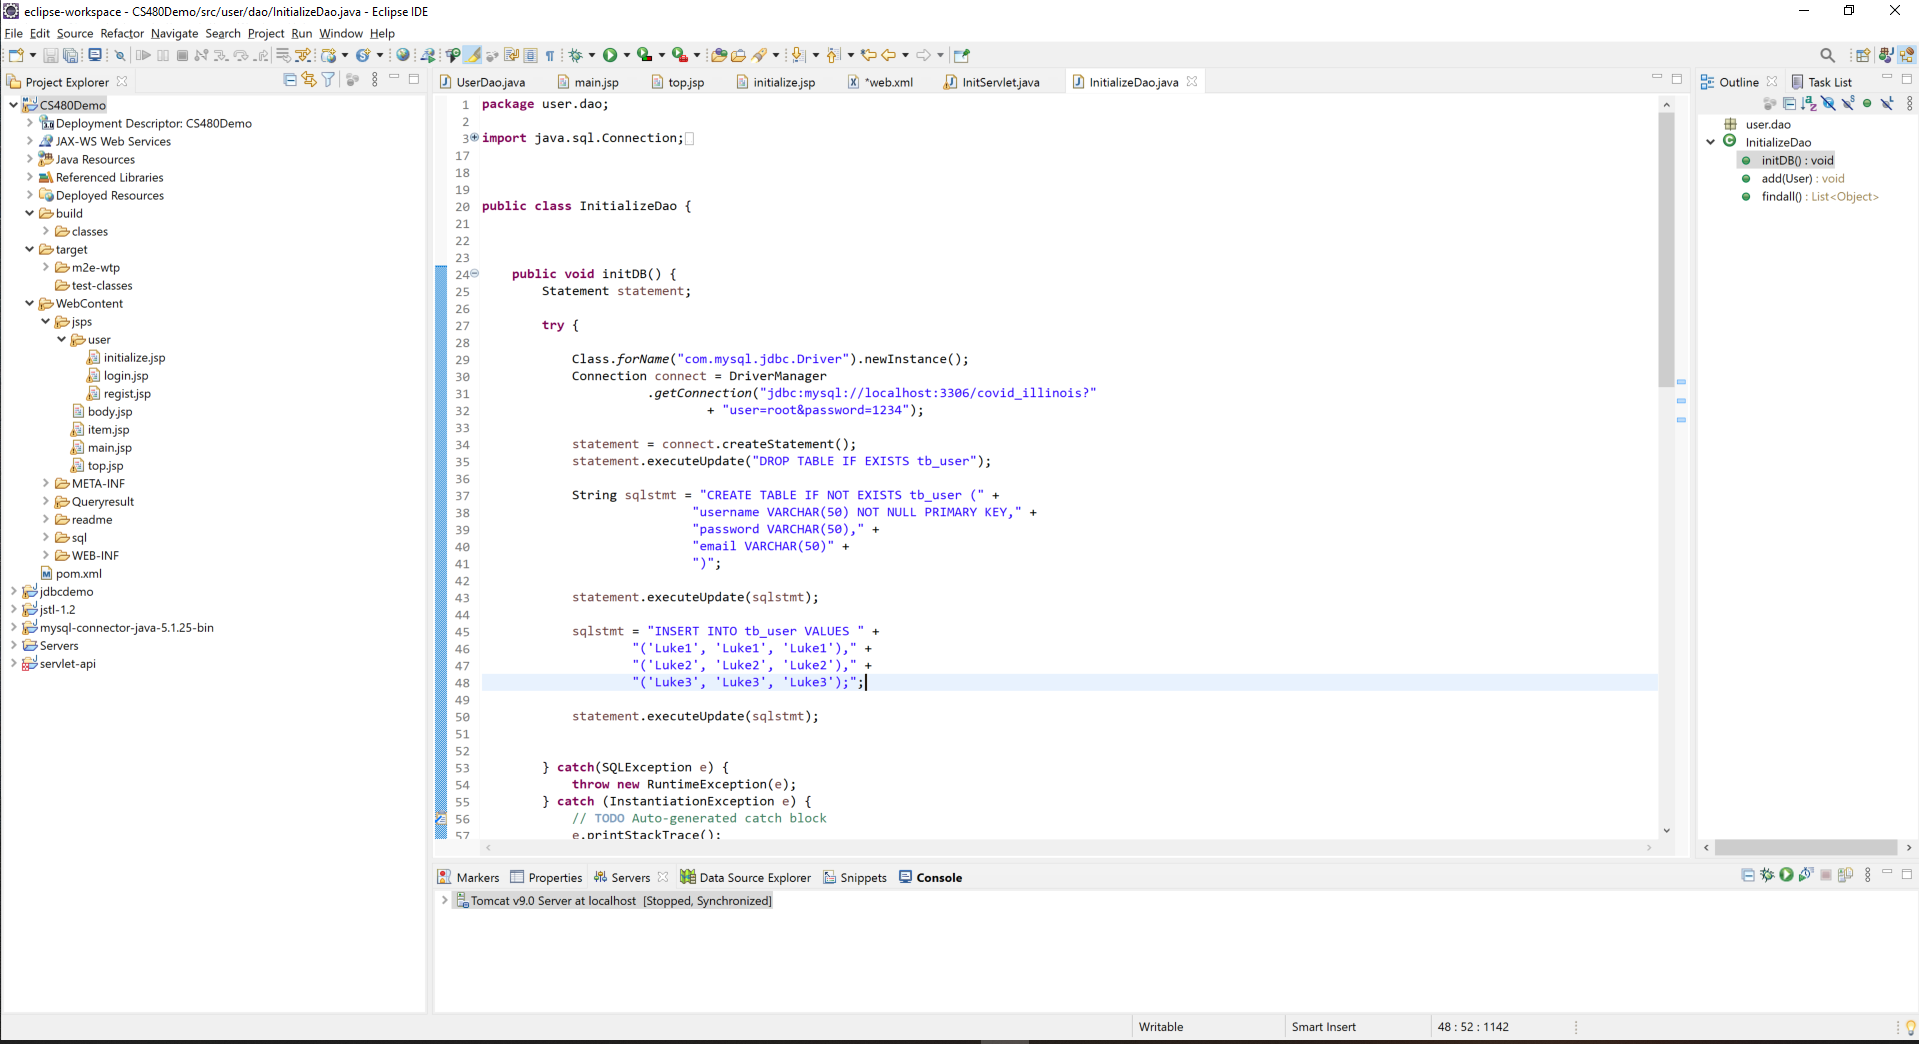 eclipse-workspace - CS480Demo/src/user/dao/InitializeDao.java - Eclipse IDE
File Edit Source Refactor Navigate Search Project Run Window Help
Project Explorer
CS480Demo
Deployment Descriptor: CS480Demo
JAX-WS Web Services
Java Resources
Referenced Libraries
Deployed Resources
build
classes
target
m2e-wtp
test-classes
WebContent
jsps
user
initialize.jsp
login.jsp
regist.jsp
body.jsp
item.jsp
main.jsp
top.jsp
META-INF
Queryresult
readme
sql
WEB-INF
pom.xml
jdbcdemo
jstl-1.2
mysql-connector-java-5.1.25-bin
Servers
servlet-api
UserDao.java main.jsp top.jsp initialize.jsp *web.xml InitServlet.java InitializeDao.java
1 package user.dao;
2
3 import java.sql.Connection;
17
18
19
20 public class InitializeDao {
21
22
23
24 public void initDB() {
25 Statement statement;
26
27 try {
28
29 Class.forName("com.mysql.jdbc.Driver").newInstance();
30 Connection connect = DriverManager
31 .getConnection("jdbc:mysql://localhost:3306/covid_illinois?"
32 + "user=root&password=1234");
33
34 statement = connect.createStatement();
35 statement.executeUpdate("DROP TABLE IF EXISTS tb_user");
36
37 String sqlstmt = "CREATE TABLE IF NOT EXISTS tb_user (" +
38 "username VARCHAR(50) NOT NULL PRIMARY KEY," +
39 "password VARCHAR(50)," +
40 "email VARCHAR(50)" +
41 ")";
42
43 statement.executeUpdate(sqlstmt);
44
45 sqlstmt = "INSERT INTO tb_user VALUES " +
46 "('Luke1', 'Luke1', 'Luke1')," +
47 "('Luke2', 'Luke2', 'Luke2')," +
48 "('Luke3', 'Luke3', 'Luke3');";
49
50 statement.executeUpdate(sqlstmt);
51
52
53 } catch(SQLException e) {
54 throw new RuntimeException(e);
55 } catch (InstantiationException e) {
56 // TODO Auto-generated catch block
57 e.printStackTrace();
Outline Task List
user.dao
InitializeDao
initDB() : void
add(User) : void
findall() : List<Object>
Markers Properties Servers Data Source Explorer Snippets Console
Tomcat v9.0 Server at localhost [Stopped, Synchronized]
Writable Smart Insert 48 : 52 : 1142